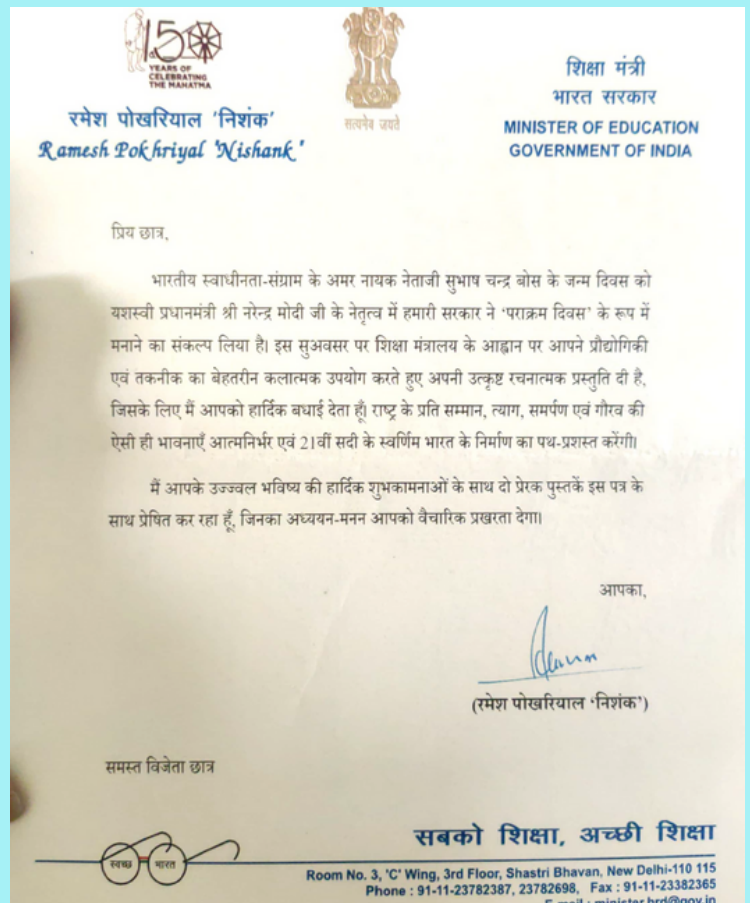 150
YEARS OF
CELEBRATING
THE MAHATMA
रमेश पोखरियाल 'निशंक'
Ramesh Pokhriyal 'Nishank'
सत्यमेव जयते
शिक्षा मंत्री
भारत सरकार
MINISTER OF EDUCATION
GOVERNMENT OF INDIA
प्रिय छात्र,
भारतीय स्वाधीनता-संग्राम के अमर नायक नेताजी सुभाष चन्द्र बोस के जन्म दिवस को
यशस्वी प्रधानमंत्री श्री नरेन्द्र मोदी जी के नेतृत्व में हमारी सरकार ने 'पराक्रम दिवस' के रूप में
मनाने का संकल्प लिया है। इस सुअवसर पर शिक्षा मंत्रालय के आह्वान पर आपने प्रौद्योगिकी
एवं तकनीक का बेहतरीन कलात्मक उपयोग करते हुए अपनी उत्कृष्ट रचनात्मक प्रस्तुति दी है,
जिसके लिए मैं आपको हार्दिक बधाई देता हूँ। राष्ट्र के प्रति सम्मान, त्याग, समर्पण एवं गौरव की
ऐसी ही भावनाएँ आत्मनिर्भर एवं 21वीं सदी के स्वर्णिम भारत के निर्माण का पथ-प्रशस्त करेंगी।
मैं आपके उज्ज्वल भविष्य की हार्दिक शुभकामनाओं के साथ दो प्रेरक पुस्तकें इस पत्र के
साथ प्रेषित कर रहा हूँ, जिनका अध्ययन-मनन आपको वैचारिक प्रखरता देगा।
आपका,
(रमेश पोखरियाल 'निशंक')
समस्त विजेता छात्र
स्वच्छ भारत
सबको शिक्षा, अच्छी शिक्षा
Room No. 3, 'C' Wing, 3rd Floor, Shastri Bhavan, New Delhi-110 115
Phone : 91-11-23782387, 23782698, Fax : 91-11-23382365
E-mail : minister.hrd@gov.in